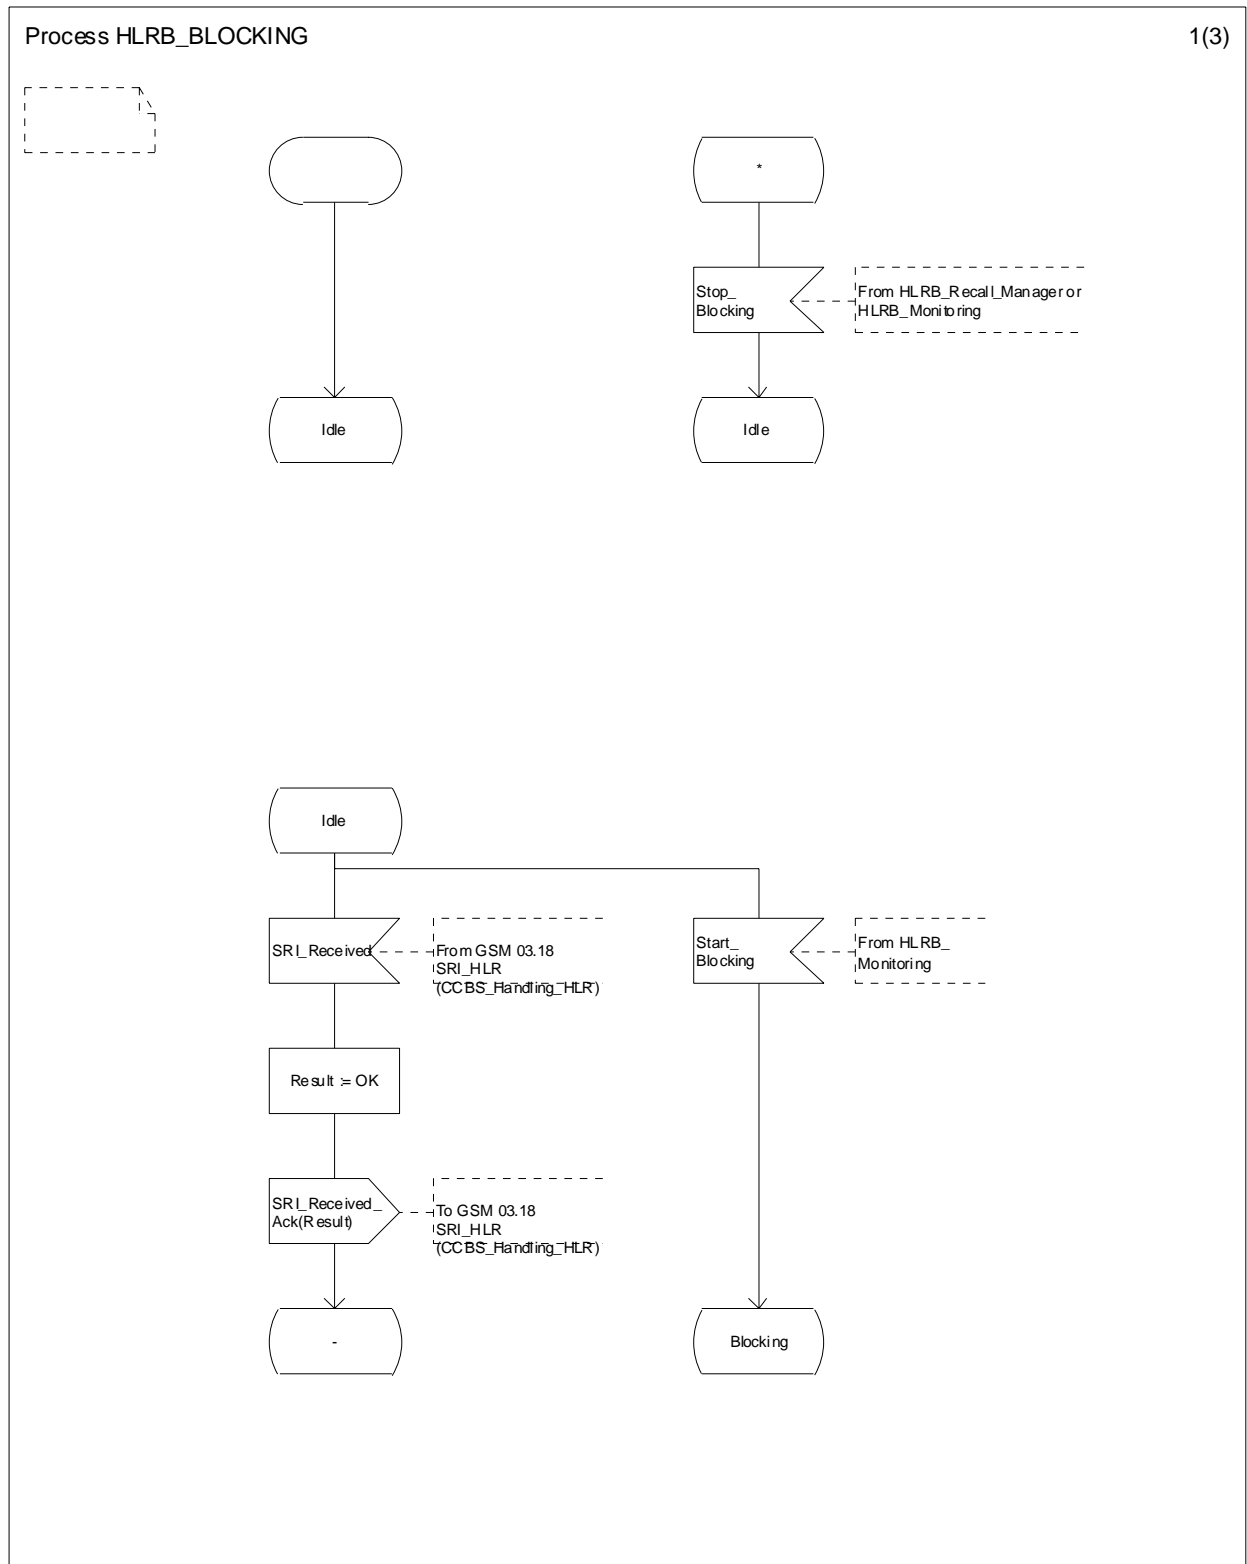 Process HLRB_BLOCKING
1(3)
*
Stop_
Blocking
From HLRB_Recall_Manager or
HLRB_Monitoring
Idle
Idle
Idle
SRI_Received
From GSM 03.18
SRI_HLR
(CCBS_Handling_HLR)
Start_
Blocking
From HLRB_
Monitoring
Result := OK
SRI_Received_
Ack(Result)
To GSM 03.18
SRI_HLR
(CCBS_Handling_HLR)
-
Blocking